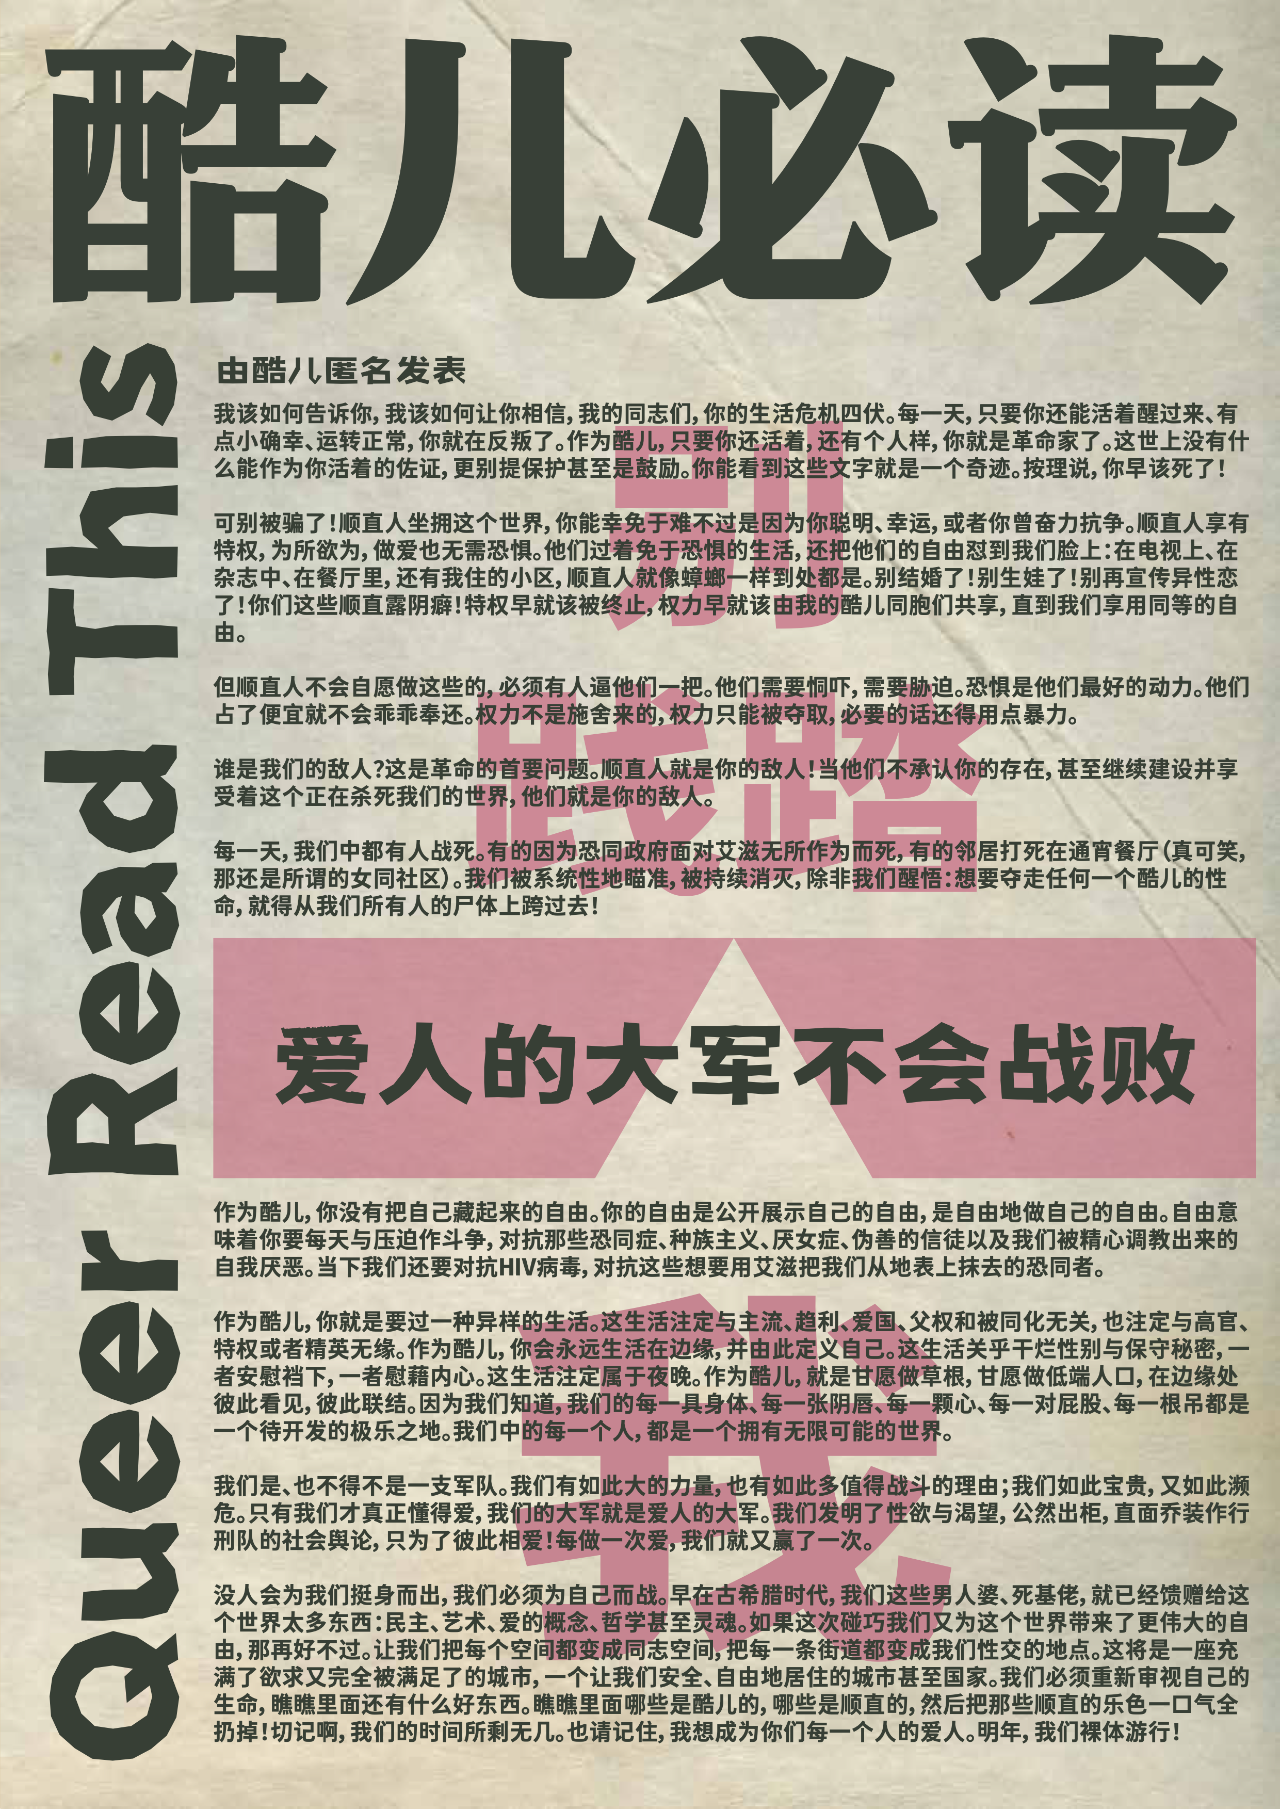 酷儿必读
Queer Read This
由酷儿匿名发表
我该如何告诉你，我该如何让你相信，我的同志们，你的生活危机四伏。每一天，只要你还能活着醒过来、有
点小确幸、运转正常，你就在反叛了。作为酷儿，只要你还活着，还有个人样，你就是革命家了。这世上没有什
么能作为你活着的佐证，更别提保护甚至是鼓励。你能看到这些文字就是一个奇迹。按理说，你早该死了！
可别被骗了！顺直人坐拥这个世界，你能幸免于难不过是因为你聪明、幸运，或者你曾奋力抗争。顺直人享有
特权，为所欲为，做爱也无需恐惧。他们过着免于恐惧的生活，还把他们的自由怼到我们脸上：在电视上、在
杂志中、在餐厅里，还有我住的小区，顺直人就像蟑螂一样到处都是。别结婚了！别生娃了！别再宣传异性恋
了！你们这些顺直露阴癖！特权早就该被终止，权力早就该由我的酷儿同胞们共享，直到我们享用同等的自
由。
但顺直人不会自愿做这些的，必须有人逼他们一把。他们需要恫吓，需要胁迫。恐惧是他们最好的动力。他们
占了便宜就不会乖乖奉还。权力不是施舍来的，权力只能被夺取，必要的话还得用点暴力。
谁是我们的敌人？这是革命的首要问题。顺直人就是你的敌人！当他们不承认你的存在，甚至继续建设并享
受着这个正在杀死我们的世界，他们就是你的敌人。
每一天，我们中都有人战死。有的因为恐同政府面对艾滋无所作为而死，有的邻居打死在通宵餐厅（真可笑，
那还是所谓的女同社区）。我们被系统性地瞄准，被持续消灭，除非我们醒悟：想要夺走任何一个酷儿的性
命，就得从我们所有人的尸体上跨过去！
别
践踏
爱人的大军不会战败
作为酷儿，你没有把自己藏起来的自由。你的自由是公开展示自己的自由，是自由地做自己的自由。自由意
味着你要每天与压迫作斗争，对抗那些恐同症、种族主义、厌女症、伪善的信徒以及我们被精心调教出来的
自我厌恶。当下我们还要对抗HIV病毒，对抗这些想要用艾滋把我们从地表上抹去的恐同者。
作为酷儿，你就是要过一种异样的生活。这生活注定与主流、趋利、爱国、父权和被同化无关，也注定与高官、
特权或者精英无缘。作为酷儿，你会永远生活在边缘，并由此定义自己。这生活关乎干烂性别与保守秘密，一
者安慰裆下，一者慰藉内心。这生活注定属于夜晚。作为酷儿，就是甘愿做草根，甘愿做低端人口，在边缘处
彼此看见，彼此联结。因为我们知道，我们的每一具身体、每一张阴唇、每一颗心、每一对屁股、每一根吊都是
一个待开发的极乐之地。我们中的每一个人，都是一个拥有无限可能的世界。
我们是、也不得不是一支军队。我们有如此大的力量，也有如此多值得战斗的理由；我们如此宝贵，又如此濒
危。只有我们才真正懂得爱，我们的大军就是爱人的大军。我们发明了性欲与渴望，公然出柜，直面乔装作行
刑队的社会舆论，只为了彼此相爱！每做一次爱，我们就又赢了一次。
没人会为我们挺身而出，我们必须为自己而战。早在古希腊时代，我们这些男人婆、死基佬，就已经馈赠给这
个世界太多东西：民主、艺术、爱的概念、哲学甚至灵魂。如果这次碰巧我们又为这个世界带来了更伟大的自
由，那再好不过。让我们把每个空间都变成同志空间，把每一条街道都变成我们性交的地点。这将是一座充
满了欲求又完全被满足了的城市，一个让我们安全、自由地居住的城市甚至国家。我们必须重新审视自己的
生命，瞧瞧里面还有什么好东西。瞧瞧里面哪些是酷儿的，哪些是顺直的，然后把那些顺直的乐色一口气全
扔掉！切记啊，我们的时间所剩无几。也请记住，我想成为你们每一个人的爱人。明年，我们裸体游行！
我